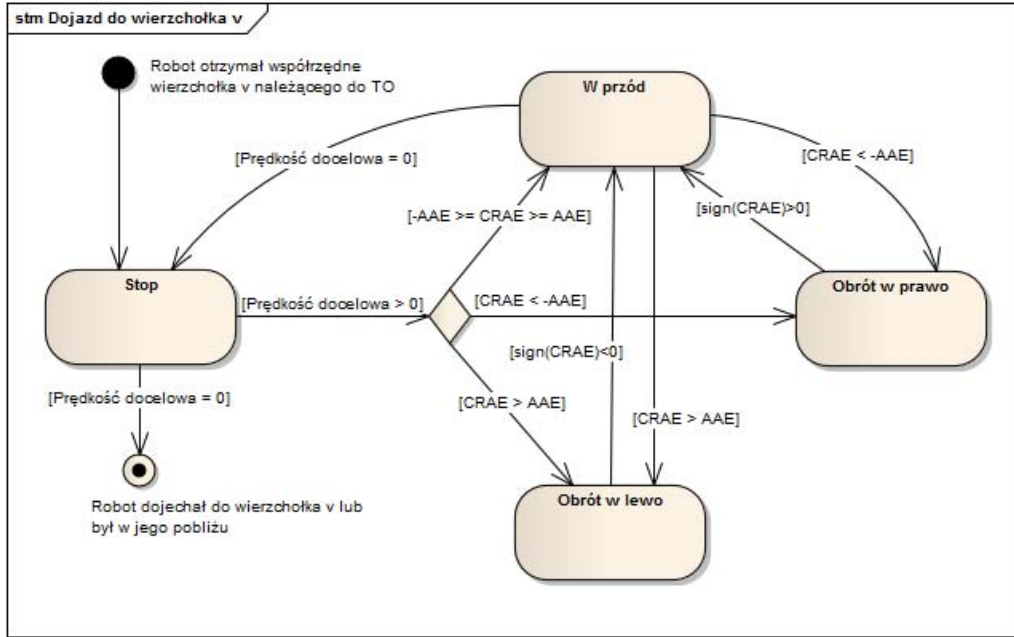 stm Dojazd do wierzchołka v
Robot otrzymał współrzędne
wierzchołka v należącego do TO
W przód
[Prędkość docelowa = 0]
[CRAE < -AAE]
[-AAE >= CRAE >= AAE]
[sign(CRAE)>0]
Stop
Obrót w prawo
[Prędkość docelowa > 0]
[CRAE < -AAE]
[sign(CRAE)<0]
[Prędkość docelowa = 0]
[CRAE > AAE]
[CRAE > AAE]
Obrót w lewo
Robot dojechał do wierzchołka v lub
był w jego pobliżu